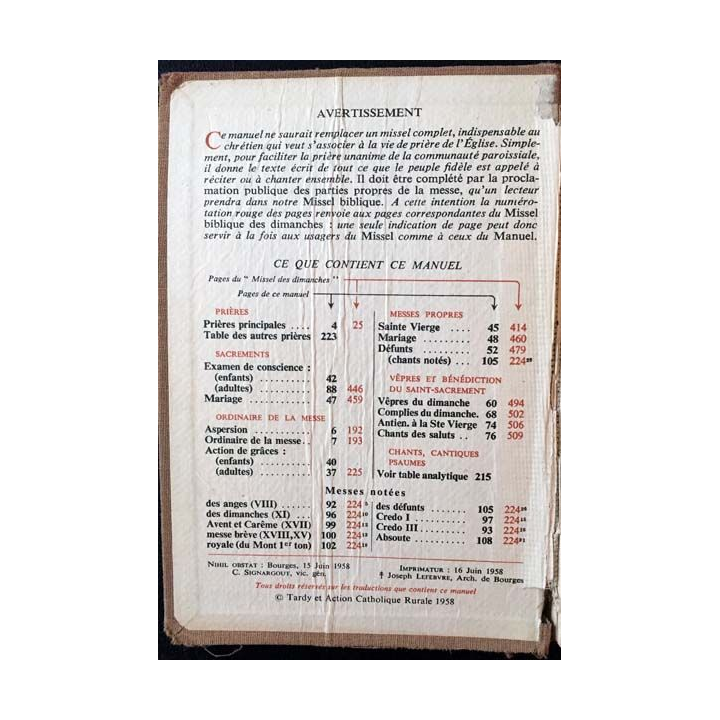 AVERTISSEMENT
Ce manuel ne saurait remplacer un missel complet, indispensable au
chrétien qui veut s'associer à la vie de prière de l'Église. Simple-
ment, pour faciliter la prière unanime de la communauté paroissiale,
il donne le texte écrit de tout ce que le peuple fidèle est appelé à
réciter ou à chanter ensemble. Il doit être complété par la procla-
mation publique des parties propres de la messe, qu'un lecteur
prendra dans notre Missel biblique. A cette intention la numéro-
tation rouge des pages renvoie aux pages correspondantes du Missel
biblique des dimanches : une seule indication de page peut donc
servir à la fois aux usagers du Missel comme à ceux du Manuel.
CE QUE CONTIENT CE MANUEL
Pages du " Missel des dimanches "
Pages de ce manuel
PRIÈRES
Prières principales .... 4 25
Table des autres prières 223
SACREMENTS
Examen de conscience :
(enfants) .......... 42
(adultes) .......... 88 446
Mariage ............ 47 459
ORDINAIRE DE LA MESSE
Aspersion .......... 6 192
Ordinaire de la messe.. 7 193
Action de grâces :
(enfants) .......... 40
(adultes) .......... 37 225
MESSES PROPRES
Sainte Vierge .... 45 414
Mariage .......... 48 460
Défunts .......... 52 479
(chants notés) ... 105 224
VÊPRES ET BÉNÉDICTION
DU SAINT-SACREMENT
Vêpres du dimanche 60 494
Complies du dimanche. 68 502
Antien. à la Ste Vierge 74 506
Chants des saluts .. 76 509
CHANTS, CANTIQUES
PSAUMES
Voir table analytique 215
Messes notées
des anges (VIII) ...... 92 224
des dimanches (XI) ... 96 224
Avent et Carême (XVII) 99 224
messe brève (XVIII,XV) 100 224
royale (du Mont 1er ton) 102 224
des défunts ........ 105 224
Credo I ............ 97 224
Credo III .......... 93 224
Absoute ............ 108 224
NIHIL OBSTAT : Bourges, 15 Juin 1958
C. SIGNARGOUT, vic. gén.
IMPRIMATUR : 16 Juin 1958
† Joseph LEFEBVRE, Arch. de Bourges
Tous droits réservés sur les traductions que contient ce manuel
© Tardy et Action Catholique Rurale 1958